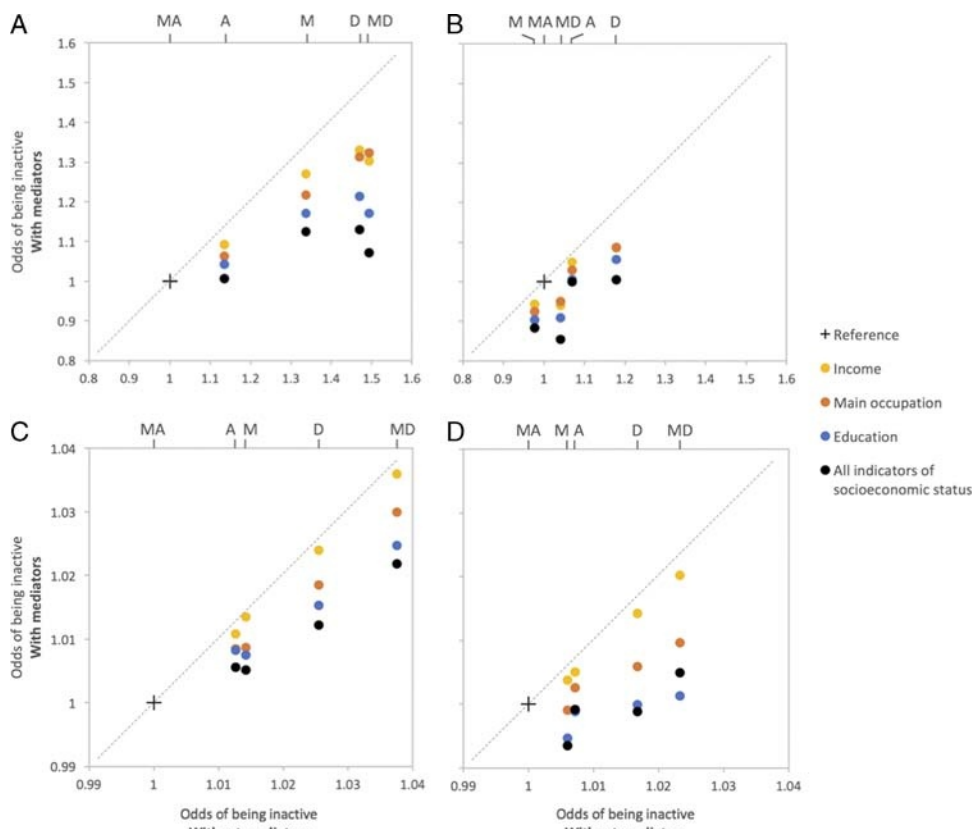 A
MA A M D MD
1.6
1.5
1.4
1.3
1.2
1.1
1
0.9
0.8
0.8 0.9 1 1.1 1.2 1.3 1.4 1.5 1.6
Odds of being inactive
With mediators
B
M MA MD A D
1.6
1.5
1.4
1.3
1.2
1.1
1
0.9
0.8
0.8 0.9 1 1.1 1.2 1.3 1.4 1.5 1.6
Reference
Income
Main occupation
Education
All indicators of
socioeconomic status
C
MA A M D MD
1.04
1.03
1.02
1.01
1
0.99
0.99 1 1.01 1.02 1.03 1.04
Odds of being inactive
With mediators
Odds of being inactive
D
MA M A D MD
0.99 1 1.01 1.02 1.03 1.04
Odds of being inactive